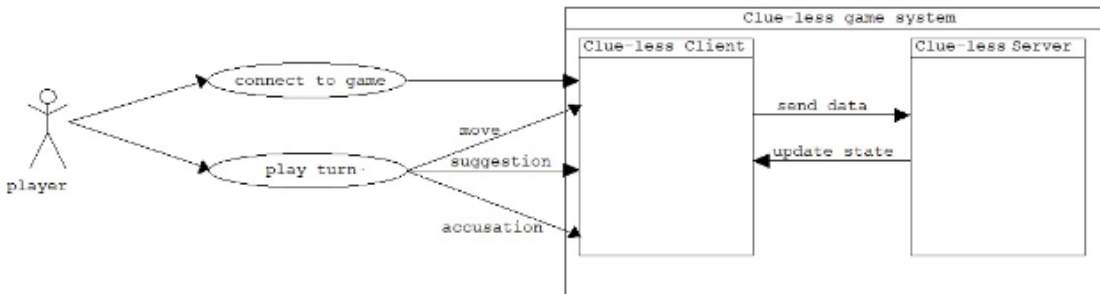 Clue-less game system
Clue-less Client
Clue-less Server
connect to game
send data
move
update state
suggestion
play turn
player
accusation